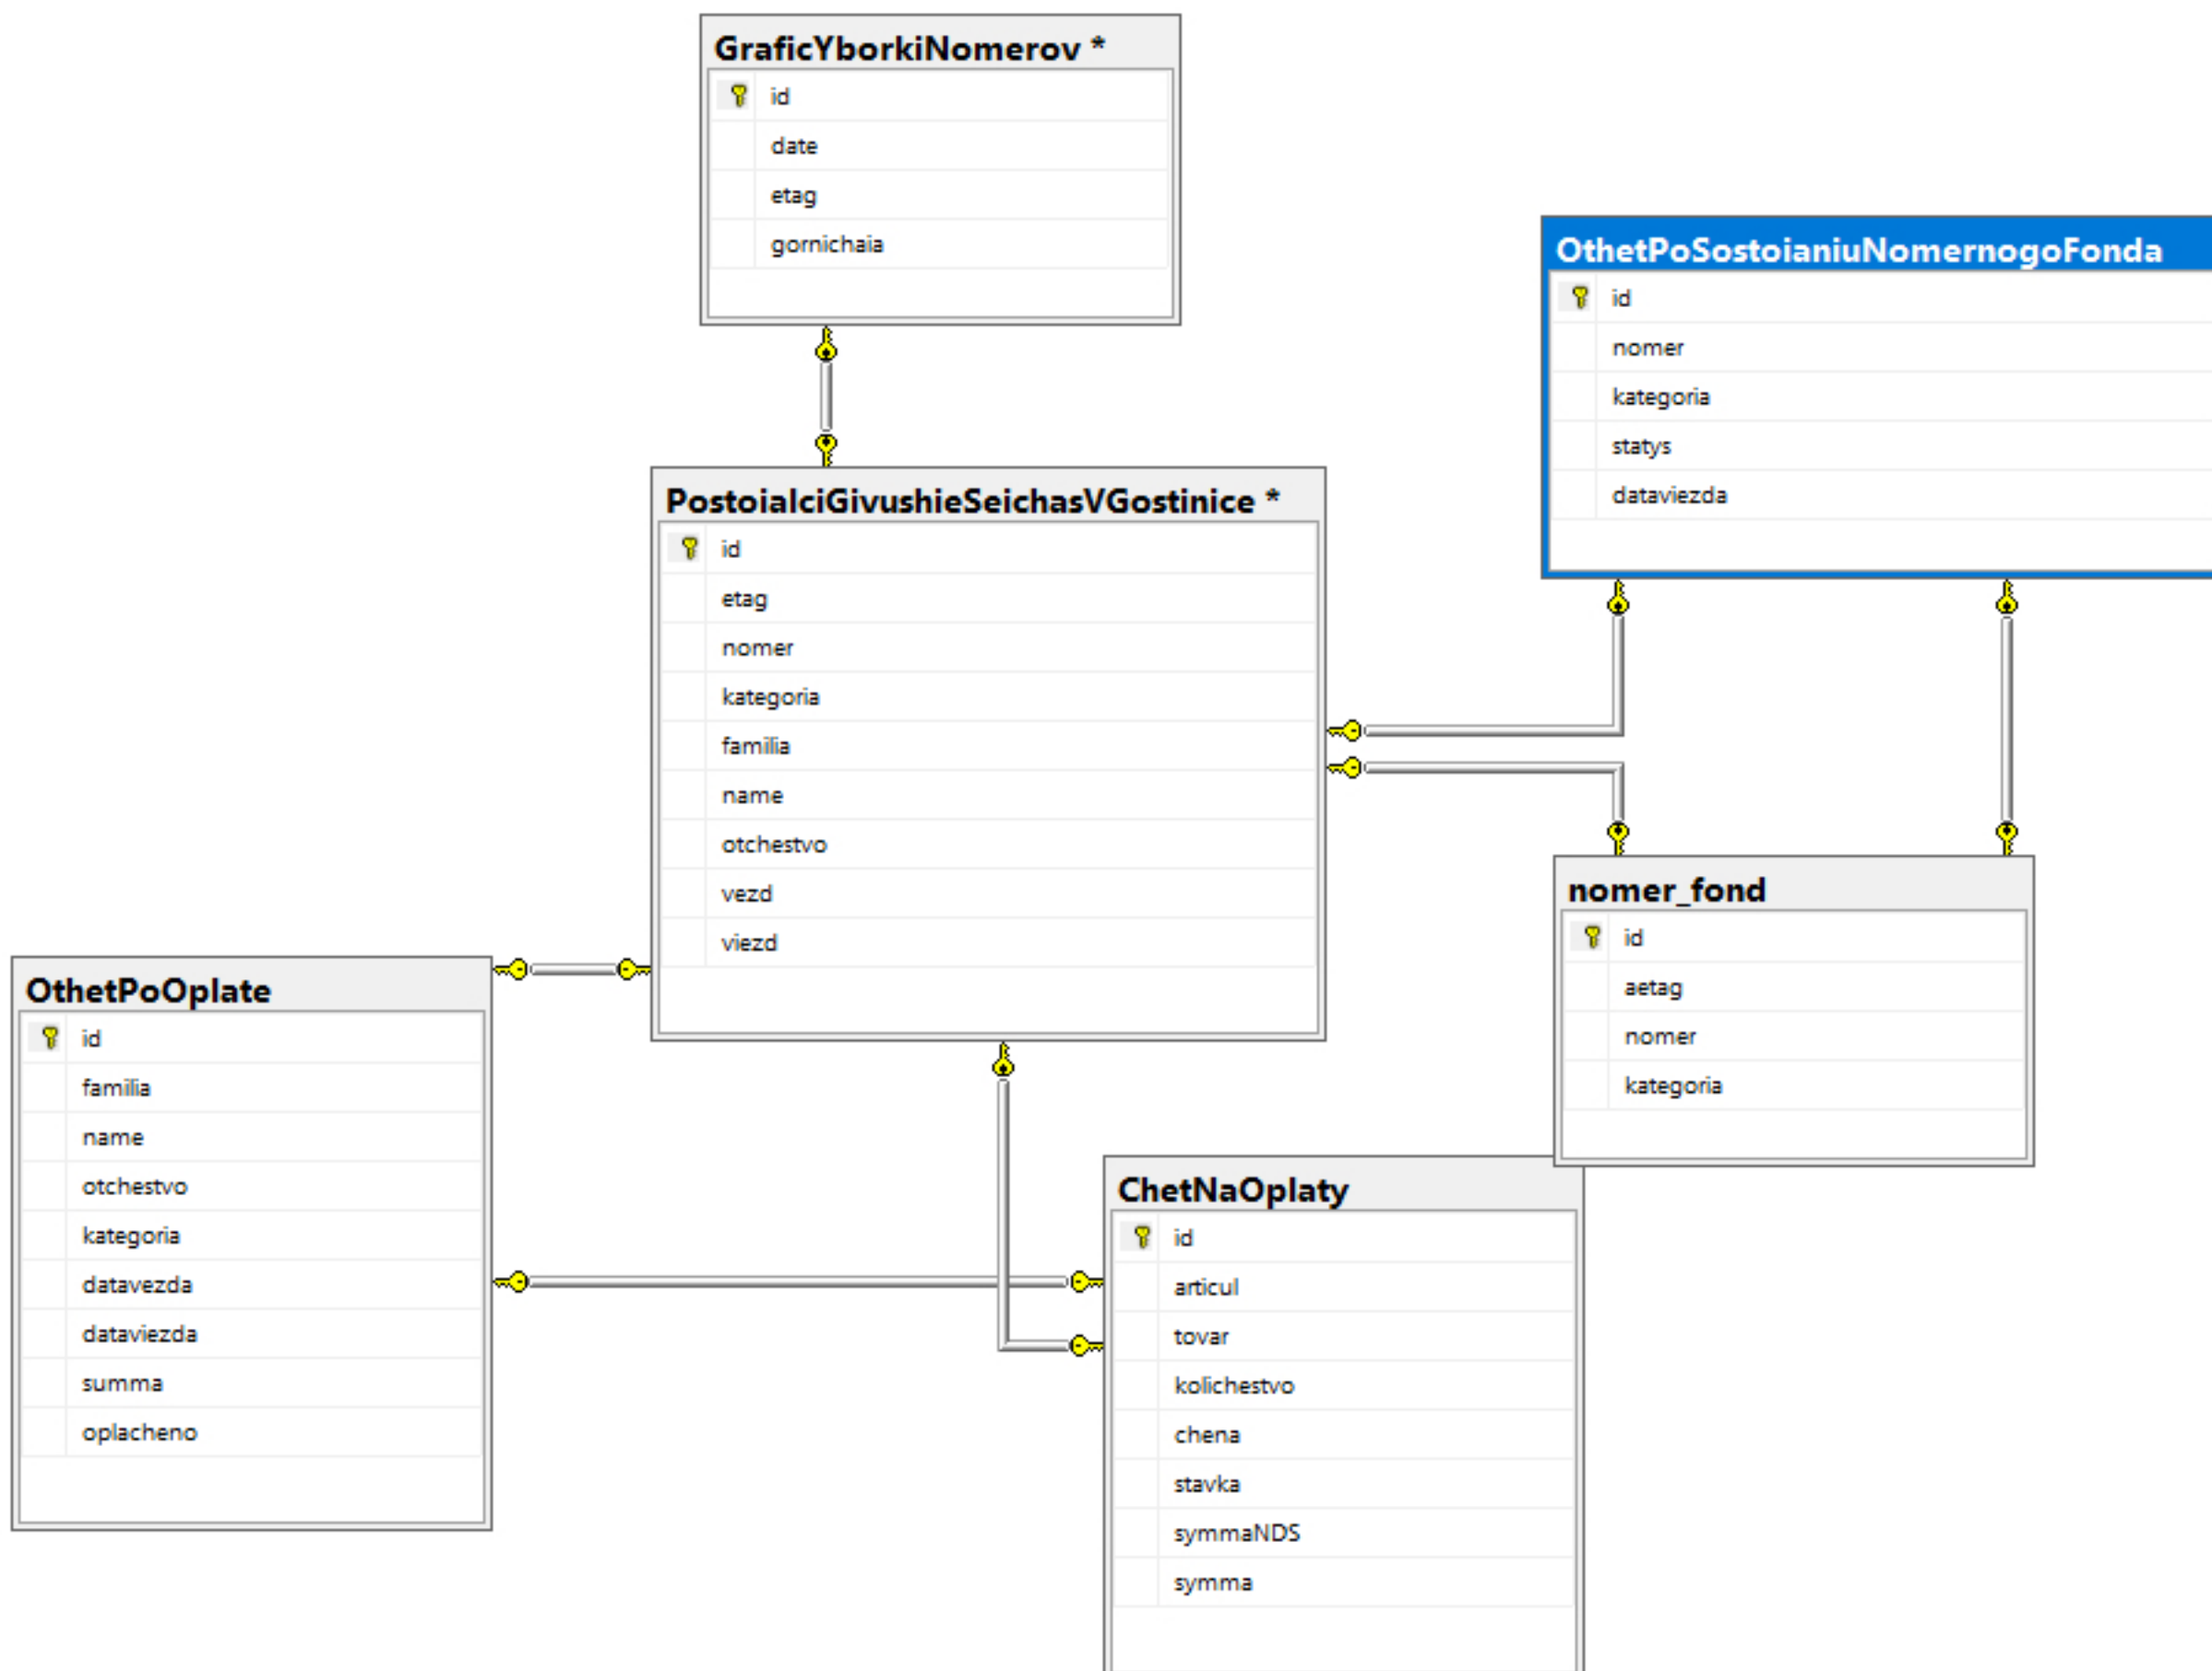 GraficYborkiNomerov *
id
date
etag
gornichaia
OthetPoSostoianiuNomernogoFonda
id
nomer
kategoria
statys
dataviezda
PostoialciGivushieSeichasVGostinice *
id
etag
nomer
kategoria
familia
name
otchestvo
vezd
viezd
nomer_fond
id
aetag
nomer
kategoria
OthetPoOplate
id
familia
name
otchestvo
kategoria
datavezda
dataviezda
summa
oplacheno
ChetNaOplaty
id
articul
tovar
kolichestvo
chena
stavka
symmaNDS
symma